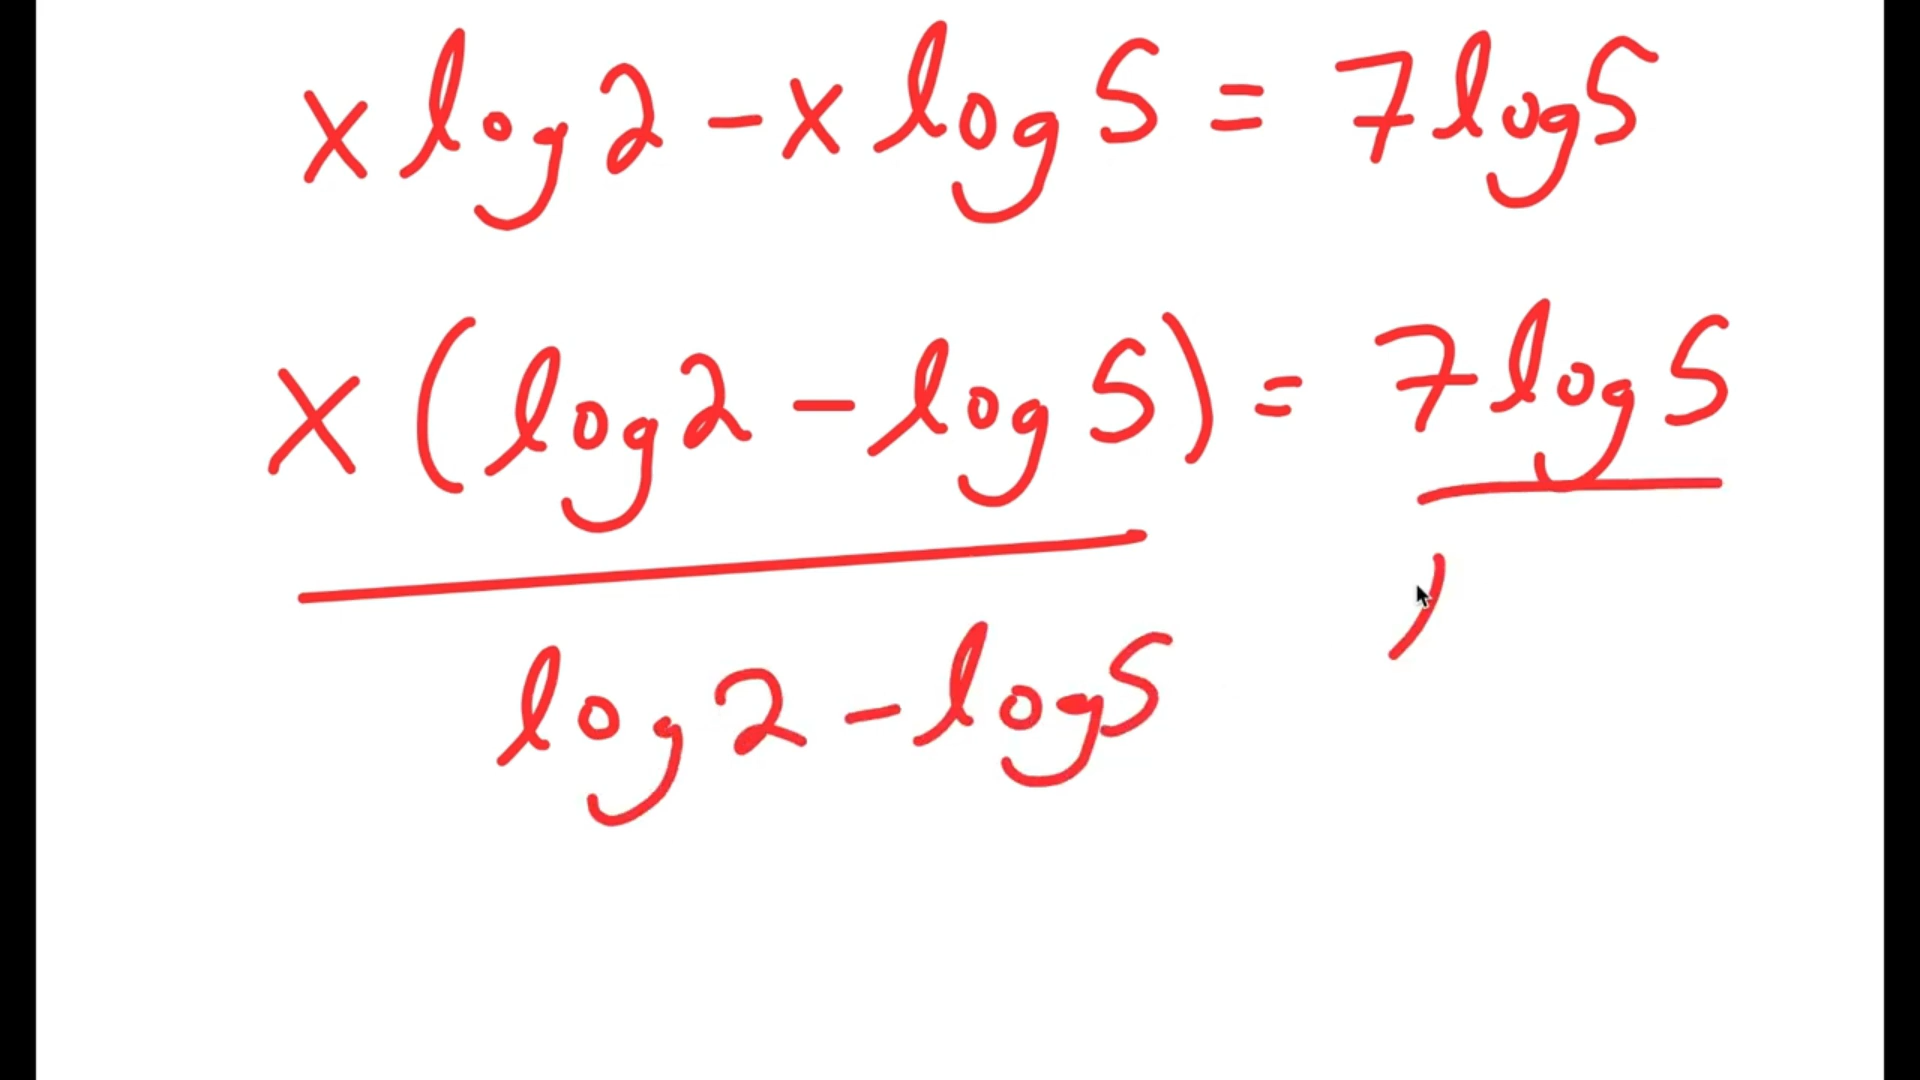 x log 2 - x log 5 = 7 log 5
x (log 2 - log 5) = 7 log 5
log 2 - log 5